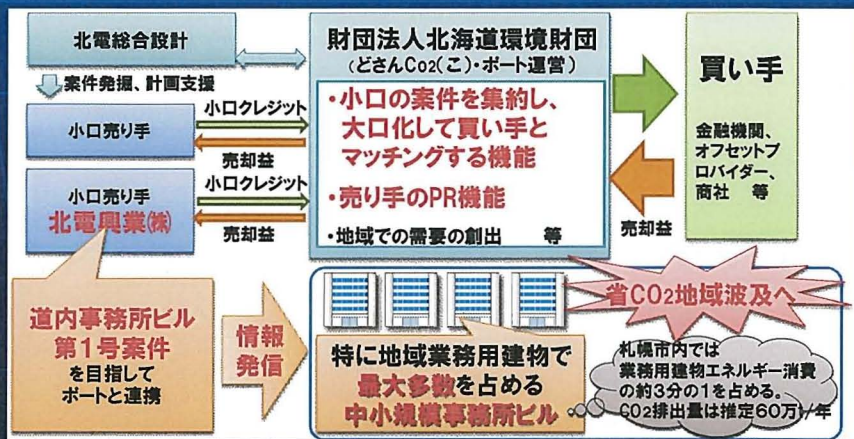 北電総合設計
案件発掘、計画支援
小口売り手
小口クレジット
売却益
小口売り手
北電興業㈱
小口クレジット
売却益
財団法人北海道環境財団
(どさんCo2(こ)・ポート運営)
・小口の案件を集約し、
大口化して買い手と
マッチングする機能
・売り手のPR機能
・地域での需要の創出　等
買い手
金融機関、
オフセットプ
ロバイダー、
商社　等
売却益
道内事務所ビル
第1号案件
を目指して
ポートと連携
情報
発信
特に地域業務用建物で
最大多数を占める
中小規模事務所ビル
省CO2地域波及へ
札幌市内では
業務用建物エネルギー消費
の約3分の1を占める。
CO2排出量は推定60万t/年